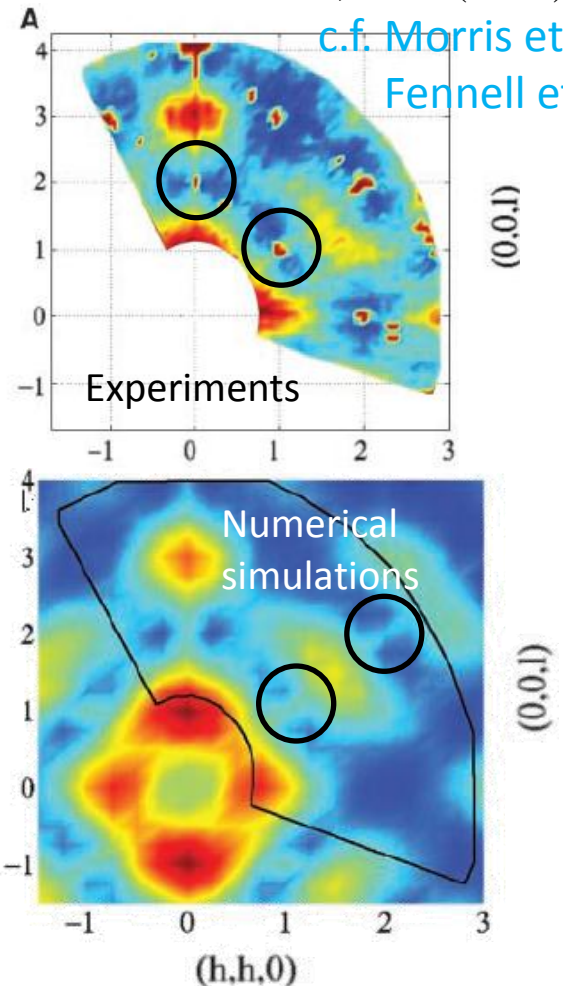 A
c.f. Morris et
Fennell et
4
3
2
1
0
−1
(0,0,l)
Experiments
−1 0 1 2 3
4
3
2
1
0
−1
Numerical
simulations
(0,0,l)
−1 0 1 2 3
(h,h,0)